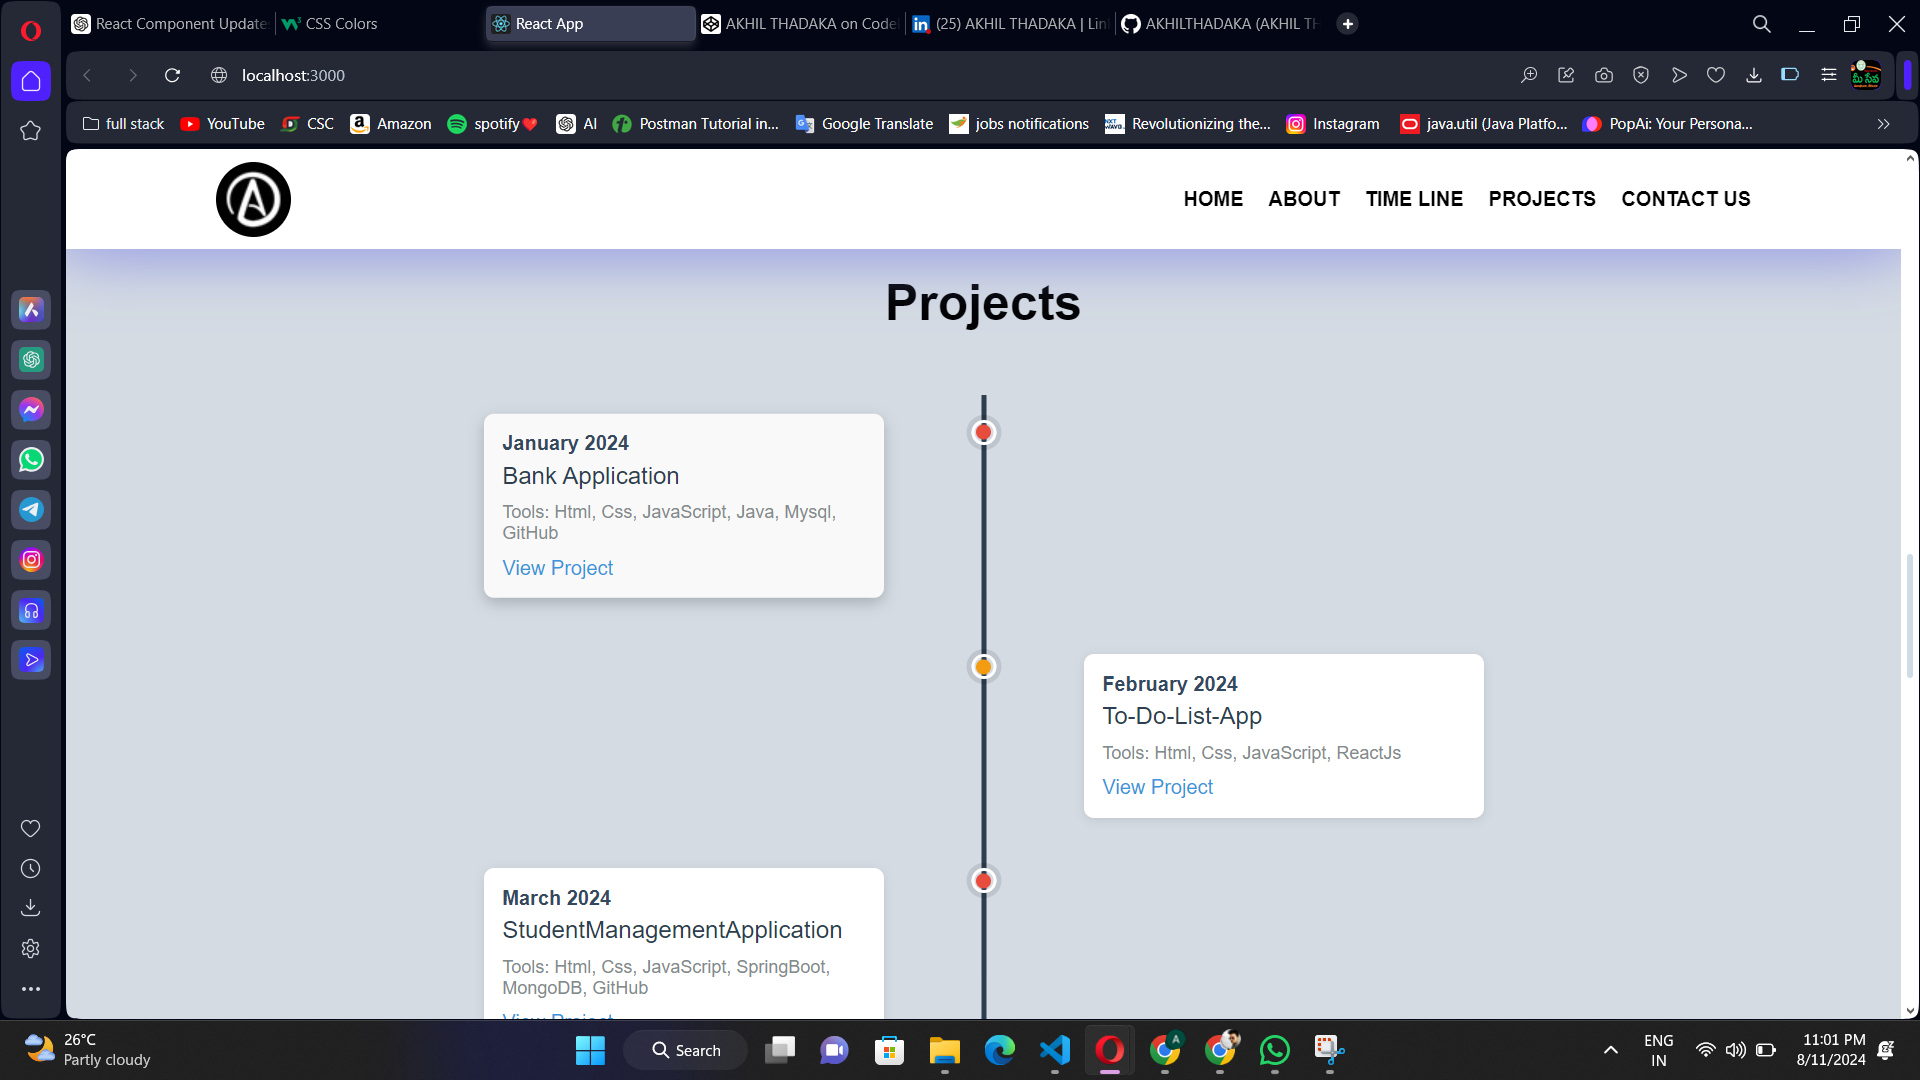 React Component Update
CSS Colors
React App
AKHIL THADAKA on Code
(25) AKHIL THADAKA | Lin
AKHILTHADAKA (AKHIL TH
localhost:3000
full stack
YouTube
CSC
Amazon
spotify❤️
AI
Postman Tutorial in...
Google Translate
jobs notifications
Revolutionizing the...
Instagram
java.util (Java Platfo...
PopAi: Your Persona...
HOME
ABOUT
TIME LINE
PROJECTS
CONTACT US
Projects
January 2024
Bank Application
Tools: Html, Css, JavaScript, Java, Mysql,
GitHub
View Project
February 2024
To-Do-List-App
Tools: Html, Css, JavaScript, ReactJs
View Project
March 2024
StudentManagementApplication
Tools: Html, Css, JavaScript, SpringBoot,
MongoDB, GitHub
View Project
26°C
Partly cloudy
Search
ENG
IN
11:01 PM
8/11/2024